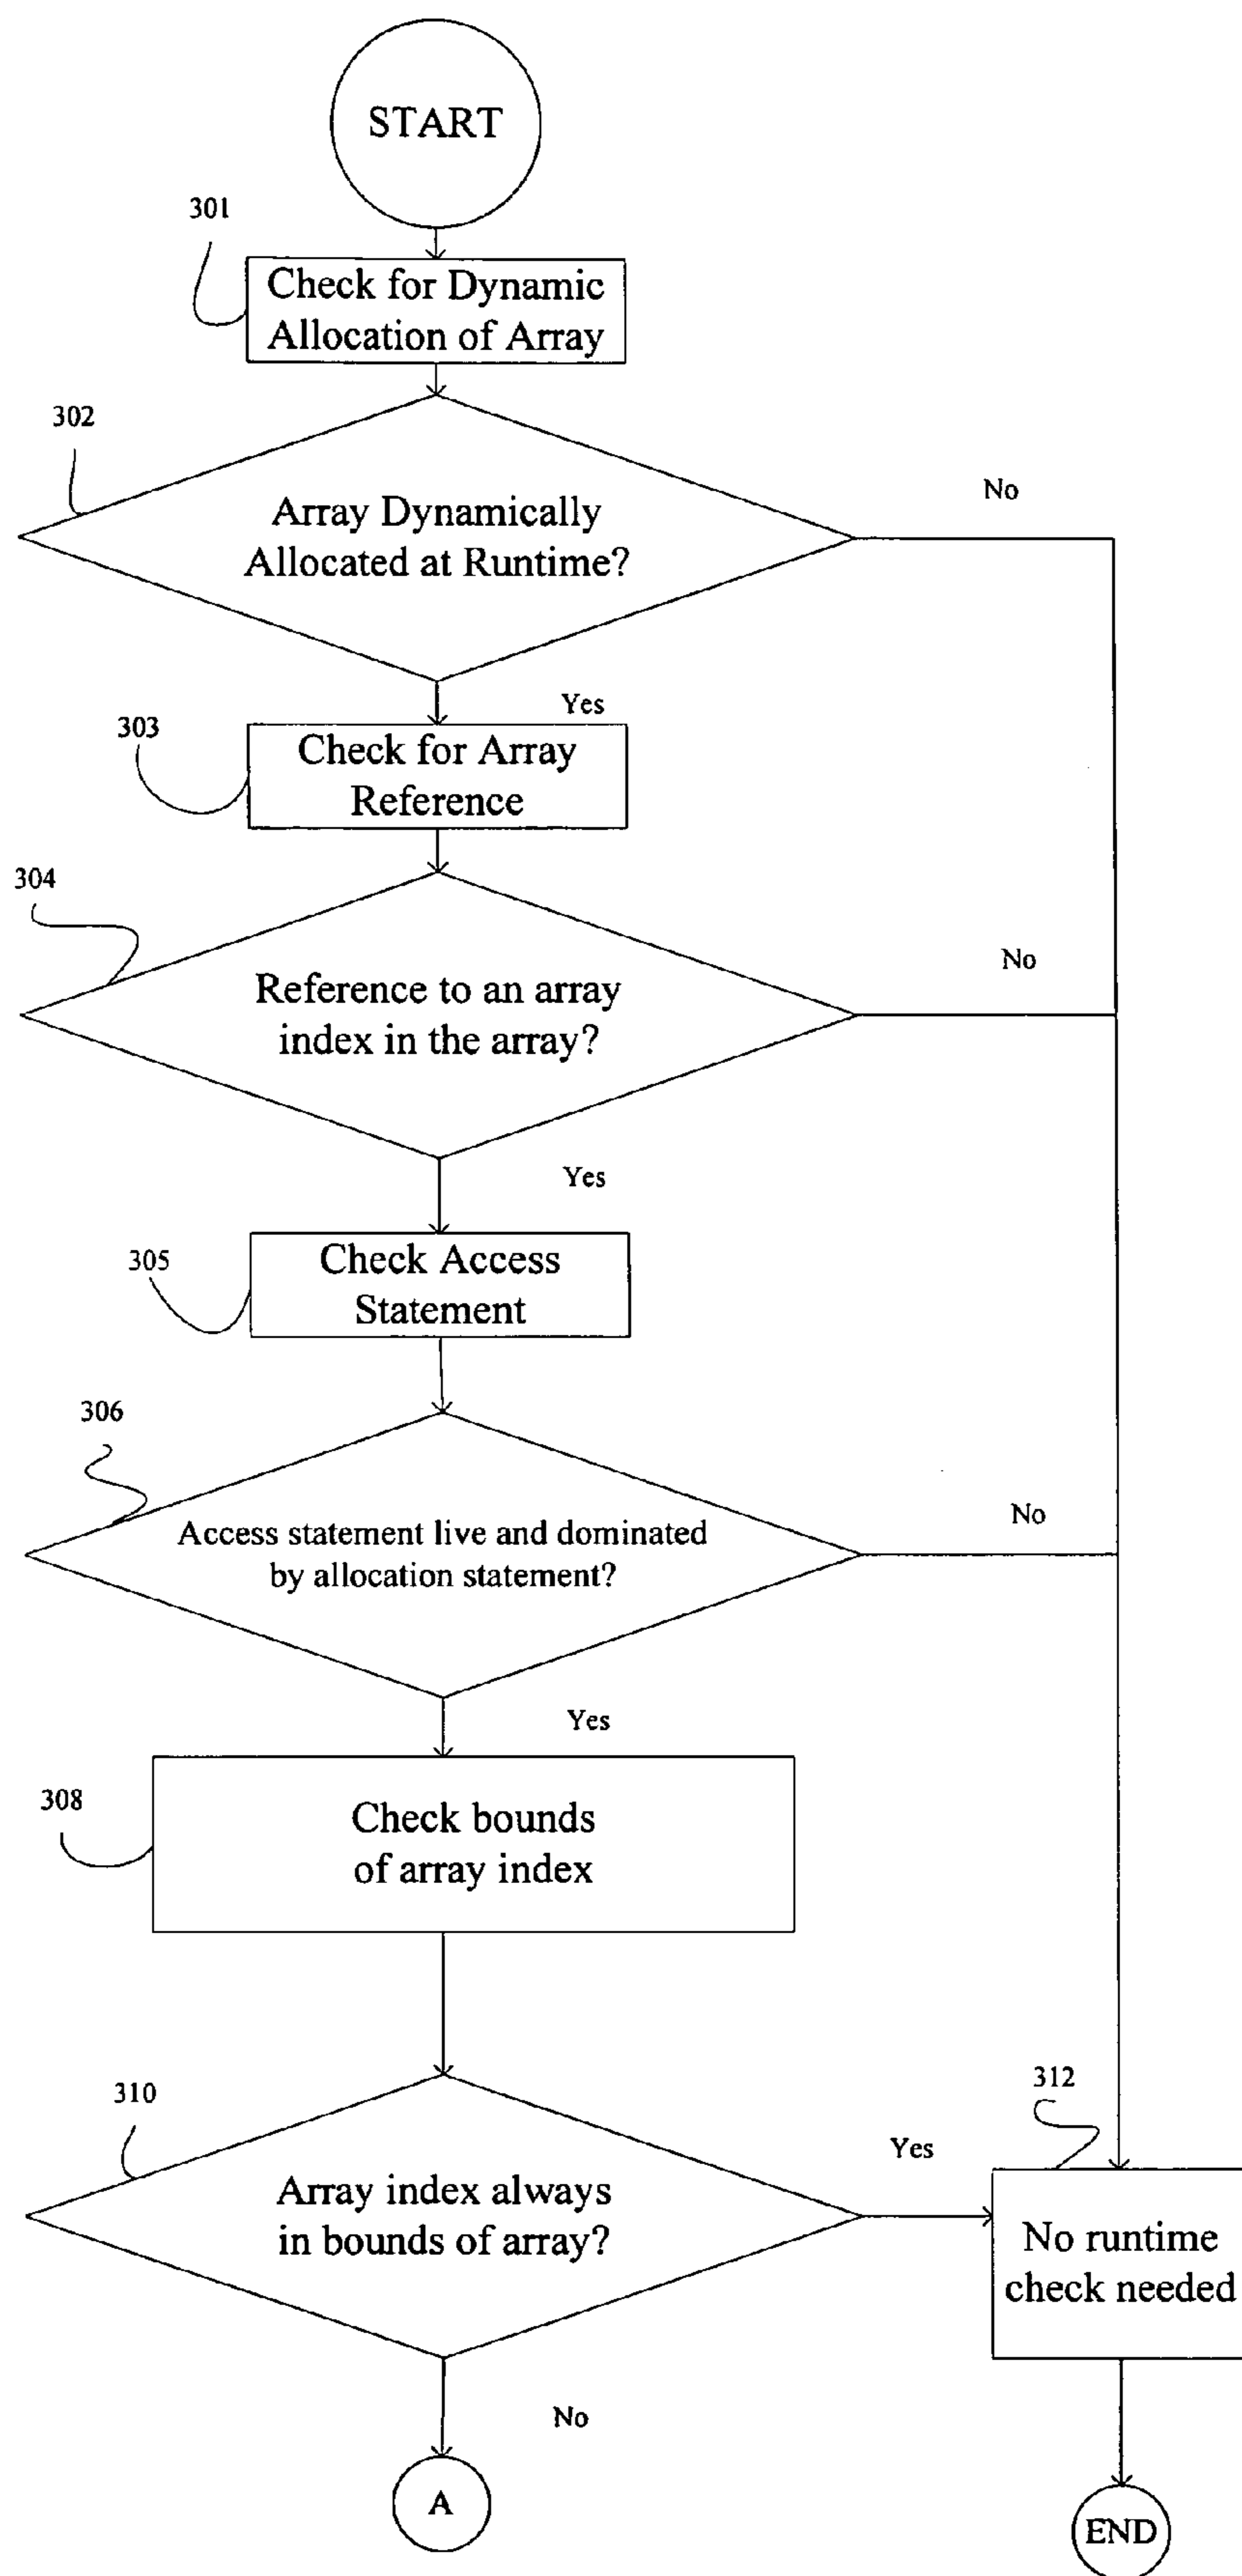 START
301
Check for Dynamic
Allocation of Array
302
No
Array Dynamically
Allocated at Runtime?
Yes
303
Check for Array
Reference
304
No
Reference to an array
index in the array?
Yes
305
Check Access
Statement
306
No
Access statement live and dominated
by allocation statement?
Yes
308
Check bounds
of array index
310
312
Yes
Array index always
in bounds of array?
No runtime
check needed
No
A
END